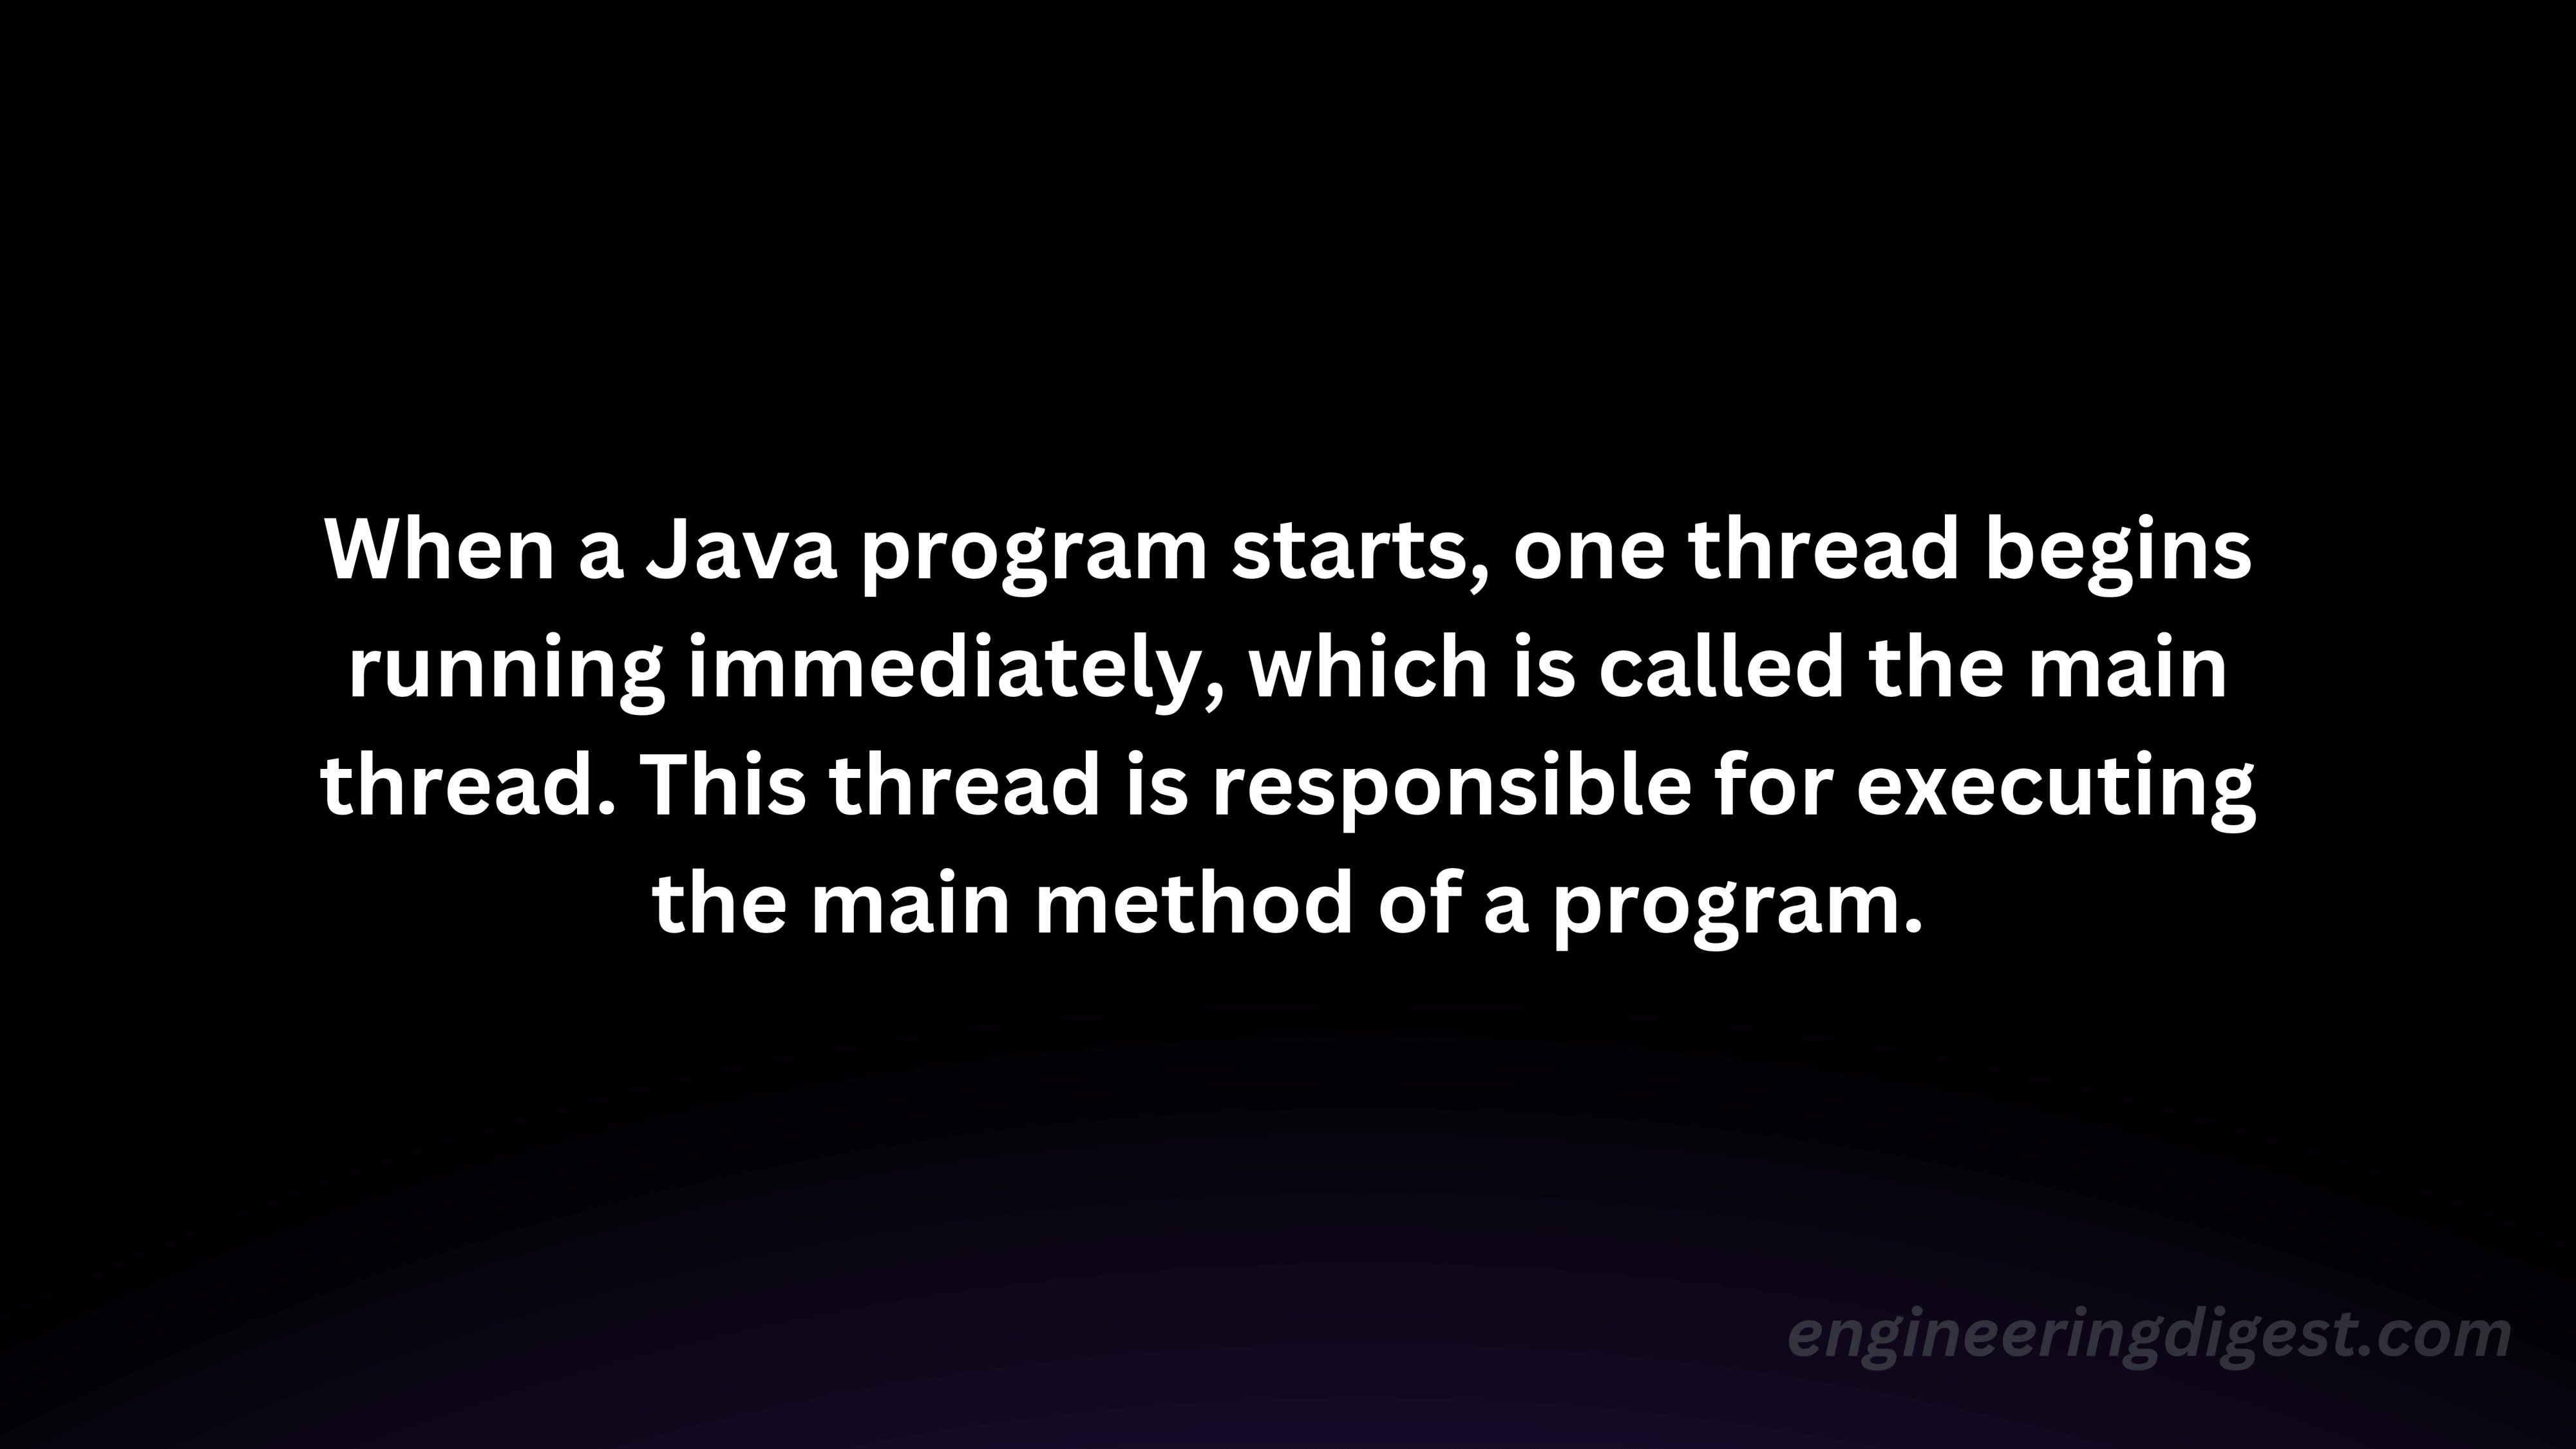 When a Java program starts, one thread begins
running immediately, which is called the main
thread. This thread is responsible for executing
the main method of a program.
engineeringdigest.com